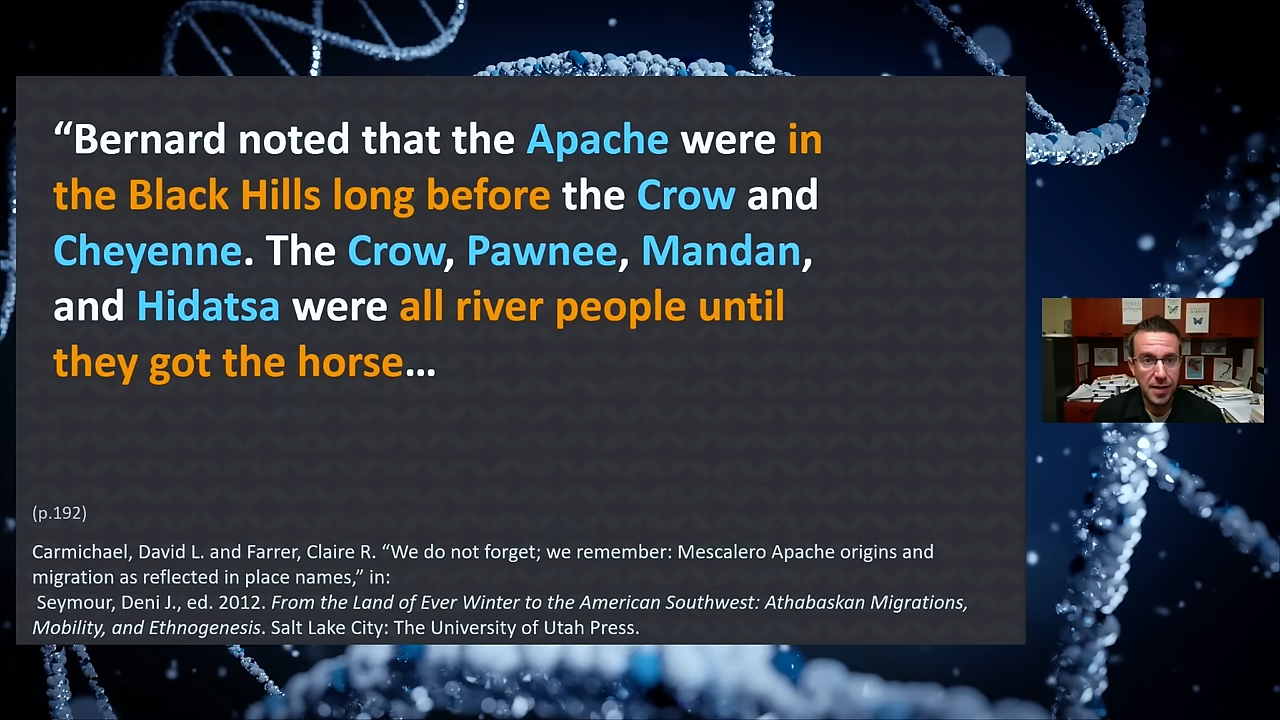 “Bernard noted that the Apache were in
the Black Hills long before the Crow and
Cheyenne. The Crow, Pawnee, Mandan,
and Hidatsa were all river people until
they got the horse...
(p.192)
Carmichael, David L. and Farrer, Claire R. “We do not forget; we remember: Mescalero Apache origins and
migration as reflected in place names,” in:
Seymour, Deni J., ed. 2012. From the Land of Ever Winter to the American Southwest: Athabaskan Migrations,
Mobility, and Ethnogenesis. Salt Lake City: The University of Utah Press.